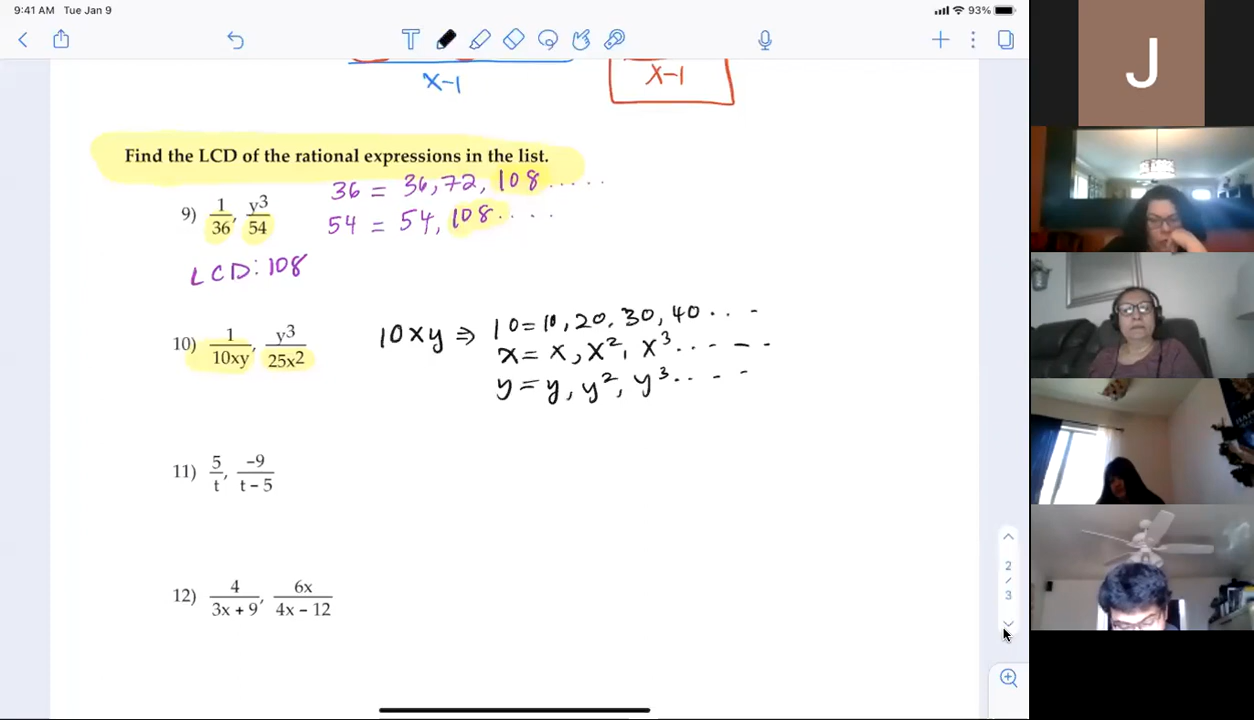 9:41 AM Tue Jan 9
93%
T
x-1
x-1
J
Find the LCD of the rational expressions in the list.
36 = 36, 72, 108 .....
9) 1/36, y3/54
54 = 54, 108 ....
LCD: 108
10xy ⇒ 10 = 10, 20, 30, 40 ...
10) 1/10xy, y3/25x2
x = x, x², x³ .....
y = y, y², y³ ....
11) 5/t, -9/t - 5
2
/
3
12) 4/3x + 9, 6x/4x - 12